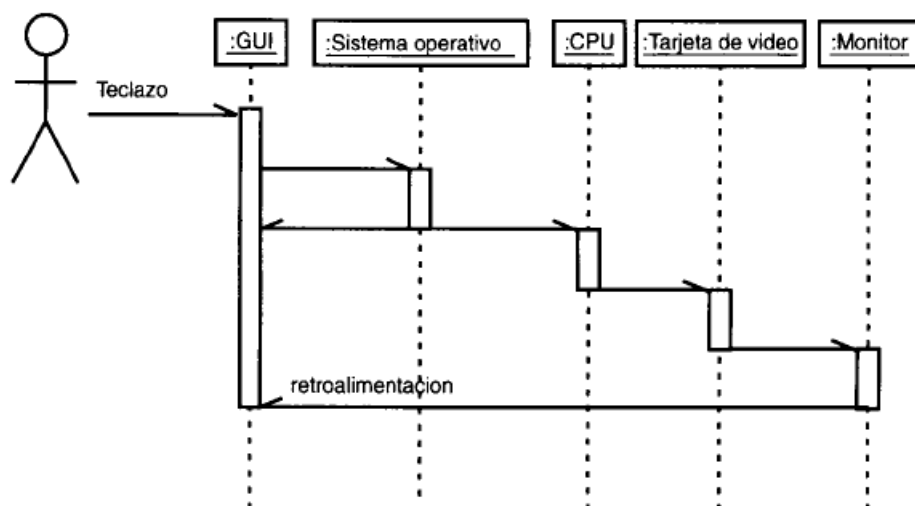 :GUI
:Sistema operativo
:CPU
:Tarjeta de video
:Monitor
Teclazo
retroalimentacion